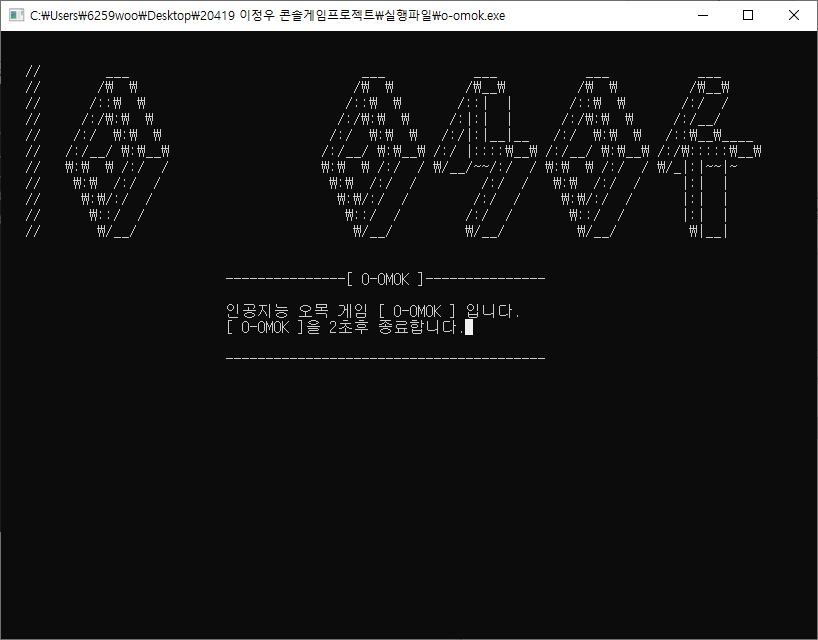 C:₩Users₩6259woo₩Desktop₩20419 이정우 콘솔게임프로젝트₩실행파일₩o-omok.exe
---------------[ O-OMOK ]---------------
인공지능 오목 게임 [ O-OMOK ] 입니다.
[ O-OMOK ]을 2초후 종료합니다.
----------------------------------------